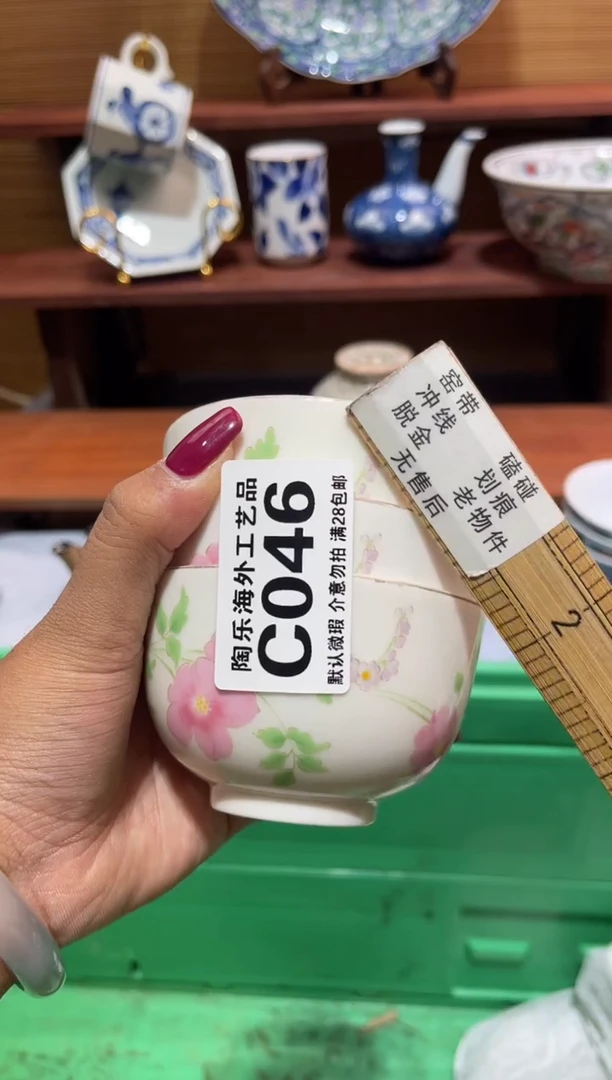 陶乐海外工艺品
C046
默认微瑕 介意勿拍 满28包邮
窑带 磕碰
冲线 划痕
脱金 老物件
无售后
2